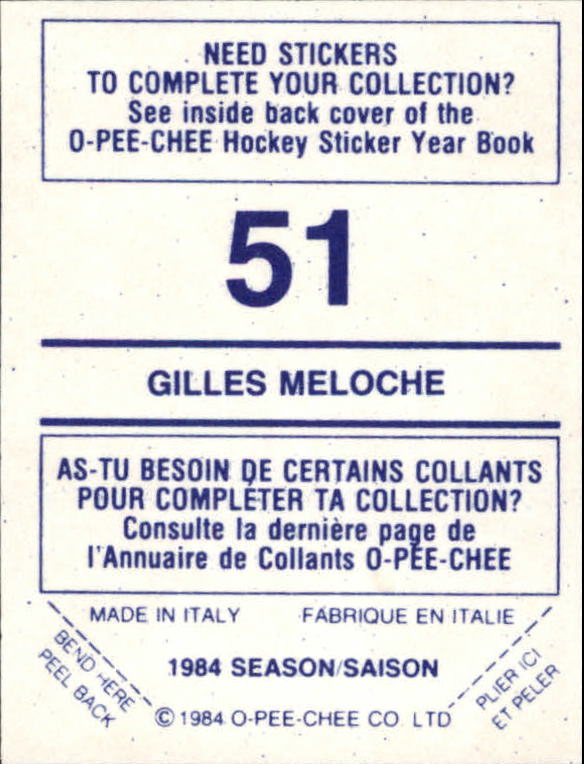 NEED STICKERS
TO COMPLETE YOUR COLLECTION?
See inside back cover of the
O-PEE-CHEE Hockey Sticker Year Book
51
GILLES MELOCHE
AS-TU BESOIN DE CERTAINS COLLANTS
POUR COMPLÉTER TA COLLECTION?
Consulte la dernière page de
l'Annuaire de Collants O-PEE-CHEE
MADE IN ITALY FABRIQUE EN ITALIE
BEND HERE
PEEL BACK
1984 SEASON/SAISON
PLIER ICI
ET PELER
© 1984 O-PEE-CHEE CO. LTD